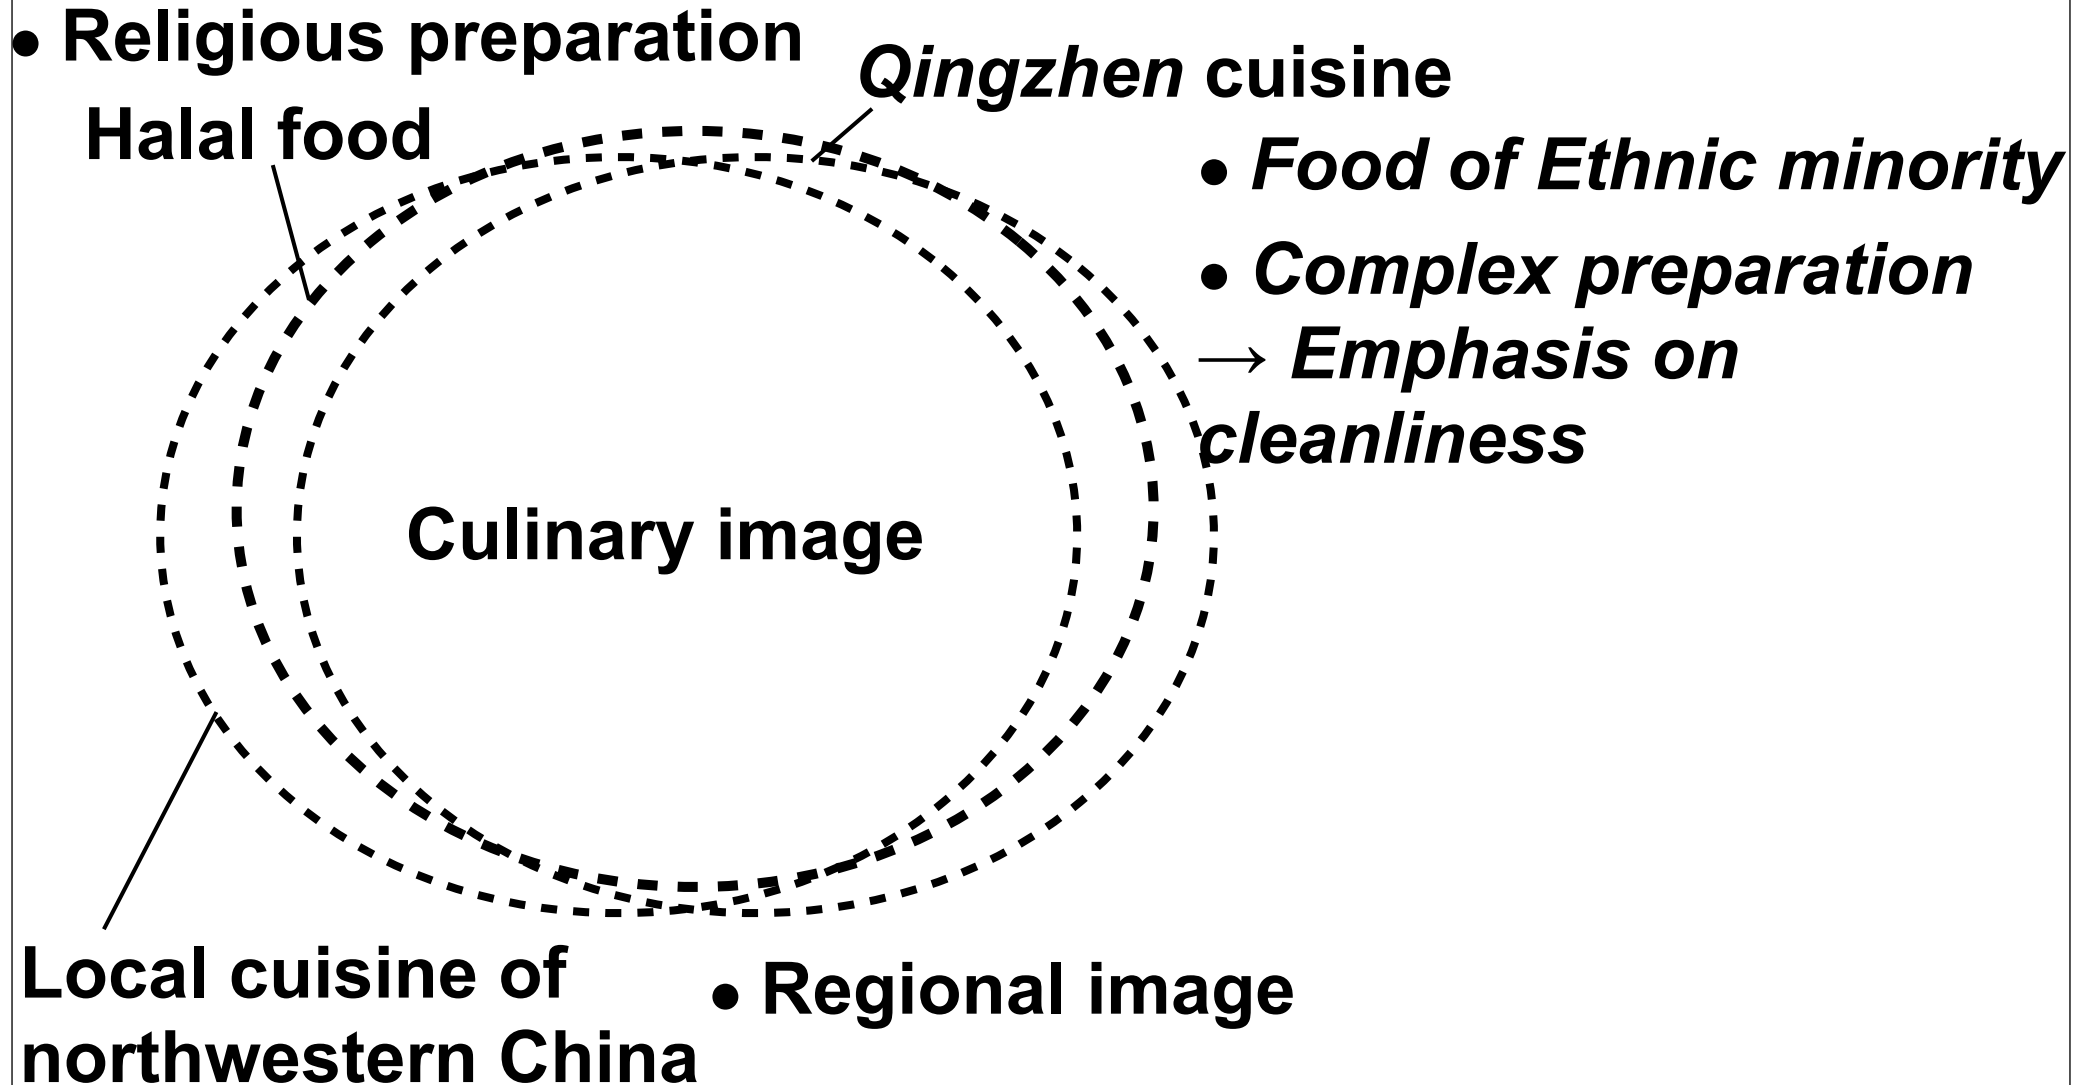 ● Religious preparation
Halal food
Qingzhen cuisine
● Food of Ethnic minority
● Complex preparation
→ Emphasis on
cleanliness
Culinary image
Local cuisine of
northwestern China
● Regional image